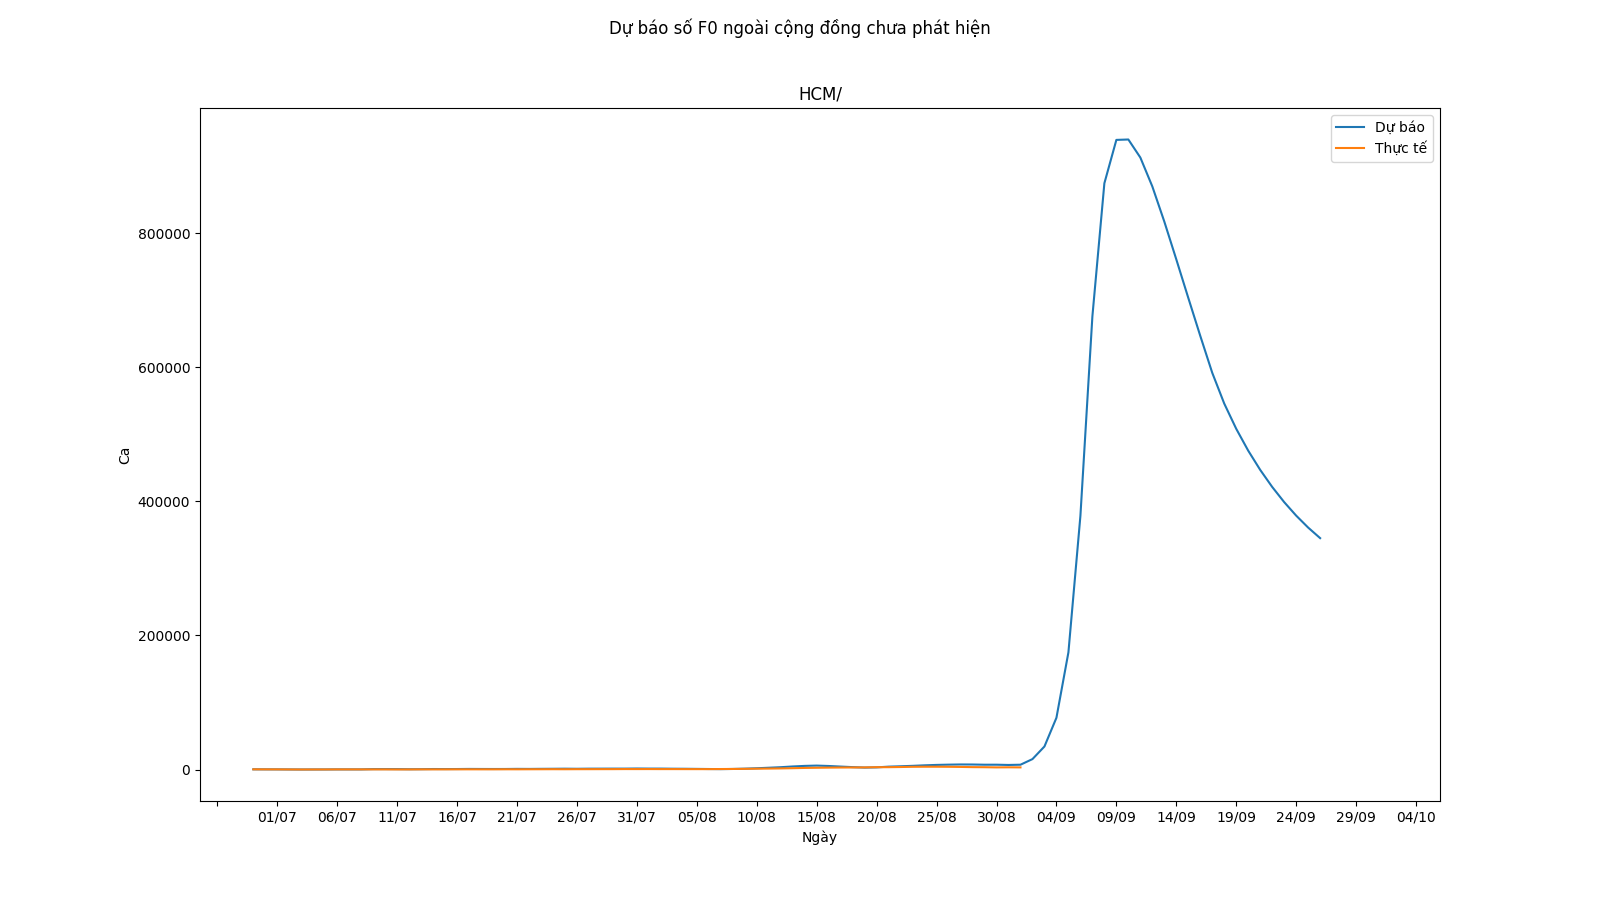 Dự báo số F0 ngoài cộng đồng chưa phát hiện
HCM/
Dự báo
Thực tế
800000
600000
400000
200000
0
Ca
01/07 06/07 11/07 16/07 21/07 26/07 31/07 05/08 10/08 15/08 20/08 25/08 30/08 04/09 09/09 14/09 19/09 24/09 29/09 04/10
Ngày